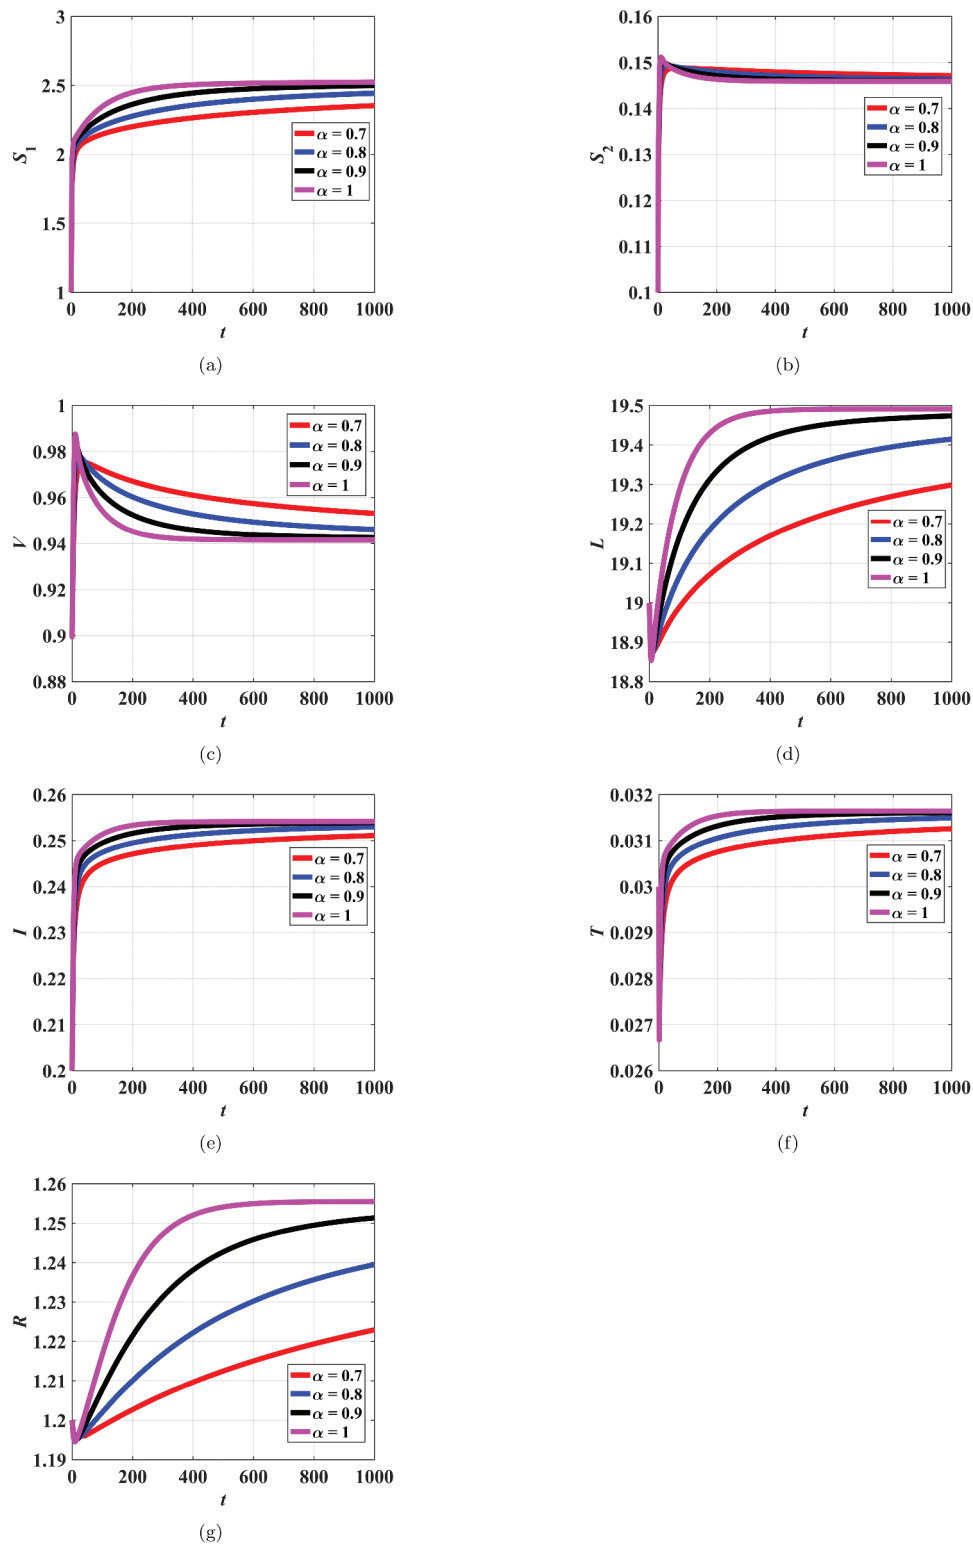 3
2.5
2
1.5
1
S1
0 200 400 600 800 1000
t
α = 0.7
α = 0.8
α = 0.9
α = 1
(a)
0.16
0.15
0.14
0.13
0.12
0.11
0.1
S2
0 200 400 600 800 1000
t
α = 0.7
α = 0.8
α = 0.9
α = 1
(b)
1
0.98
0.96
0.94
0.92
0.9
0.88
V
0 200 400 600 800 1000
t
α = 0.7
α = 0.8
α = 0.9
α = 1
(c)
19.5
19.4
19.3
19.2
19.1
19
18.9
18.8
L
0 200 400 600 800 1000
t
α = 0.7
α = 0.8
α = 0.9
α = 1
(d)
0.26
0.25
0.24
0.23
0.22
0.21
0.2
I
0 200 400 600 800 1000
t
α = 0.7
α = 0.8
α = 0.9
α = 1
(e)
0.032
0.031
0.03
0.029
0.028
0.027
0.026
T
0 200 400 600 800 1000
t
α = 0.7
α = 0.8
α = 0.9
α = 1
(f)
1.26
1.25
1.24
1.23
1.22
1.21
1.2
1.19
R
0 200 400 600 800 1000
t
α = 0.7
α = 0.8
α = 0.9
α = 1
(g)